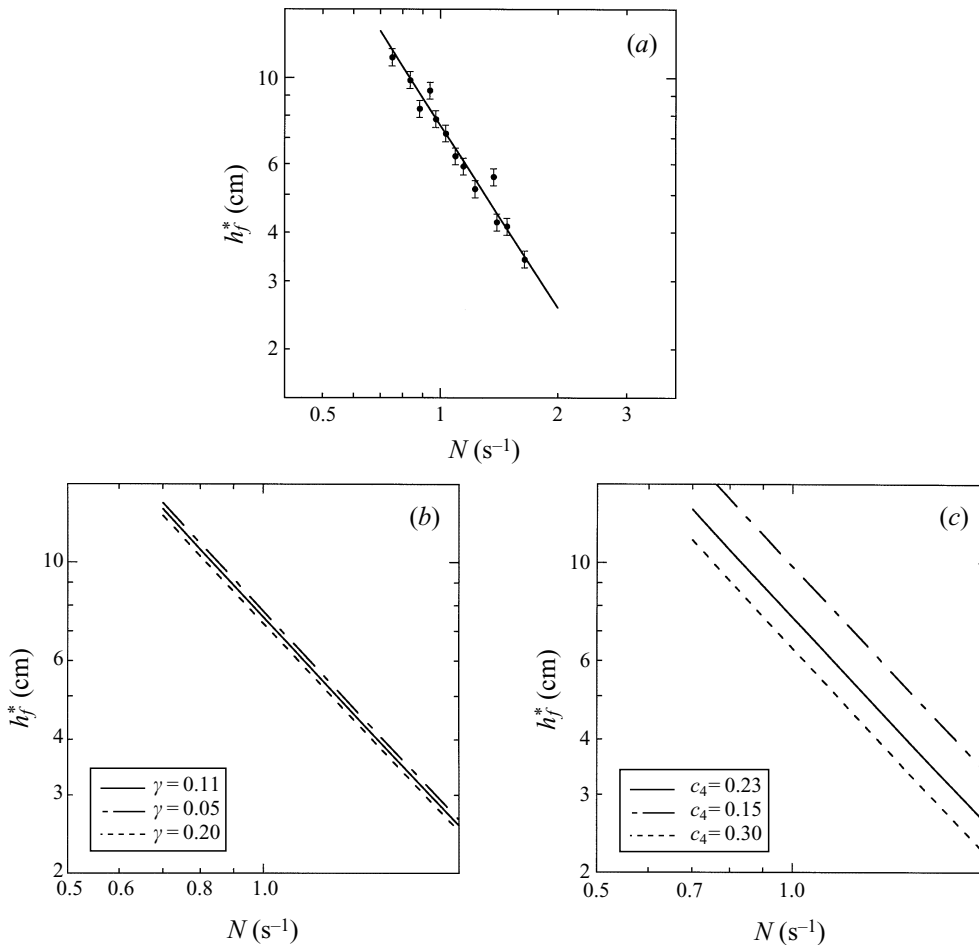 (a)
10
6
4
3
2
h*f (cm)
0.5 1 2 3
N (s⁻¹)
(b)
10
6
4
3
2
h*f (cm)
γ = 0.11
γ = 0.05
γ = 0.20
0.5 0.6 0.8 1.0
N (s⁻¹)
(c)
10
6
4
3
2
h*f (cm)
c₄ = 0.23
c₄ = 0.15
c₄ = 0.30
0.5 0.7 1.0
N (s⁻¹)